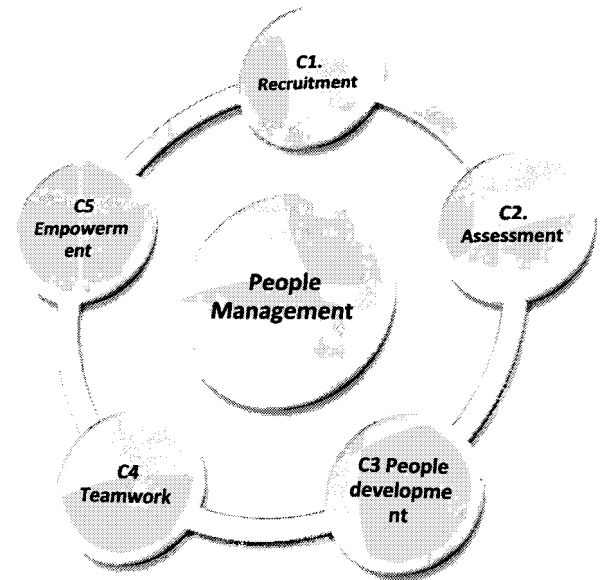 C1.
Recruitment
C2.
Assessment
C3 People
developme
nt
C4
Teamwork
C5
Empowerm
ent
People
Management